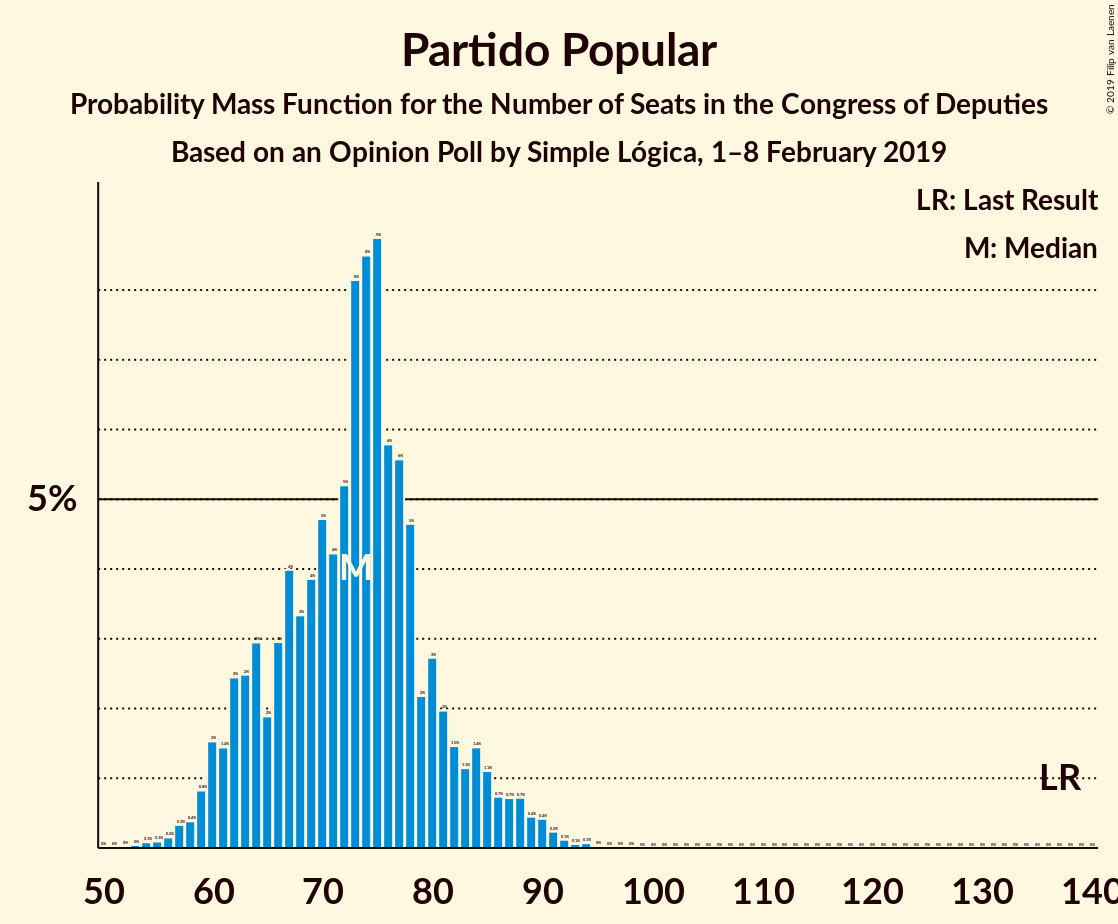 Partido Popular
Probability Mass Function for the Number of Seats in the Congress of Deputies
Based on an Opinion Poll by Simple Lógica, 1–8 February 2019
© 2019 Filip van Laenen
LR: Last Result
M: Median
5%
M
LR
50 60 70 80 90 100 110 120 130 140